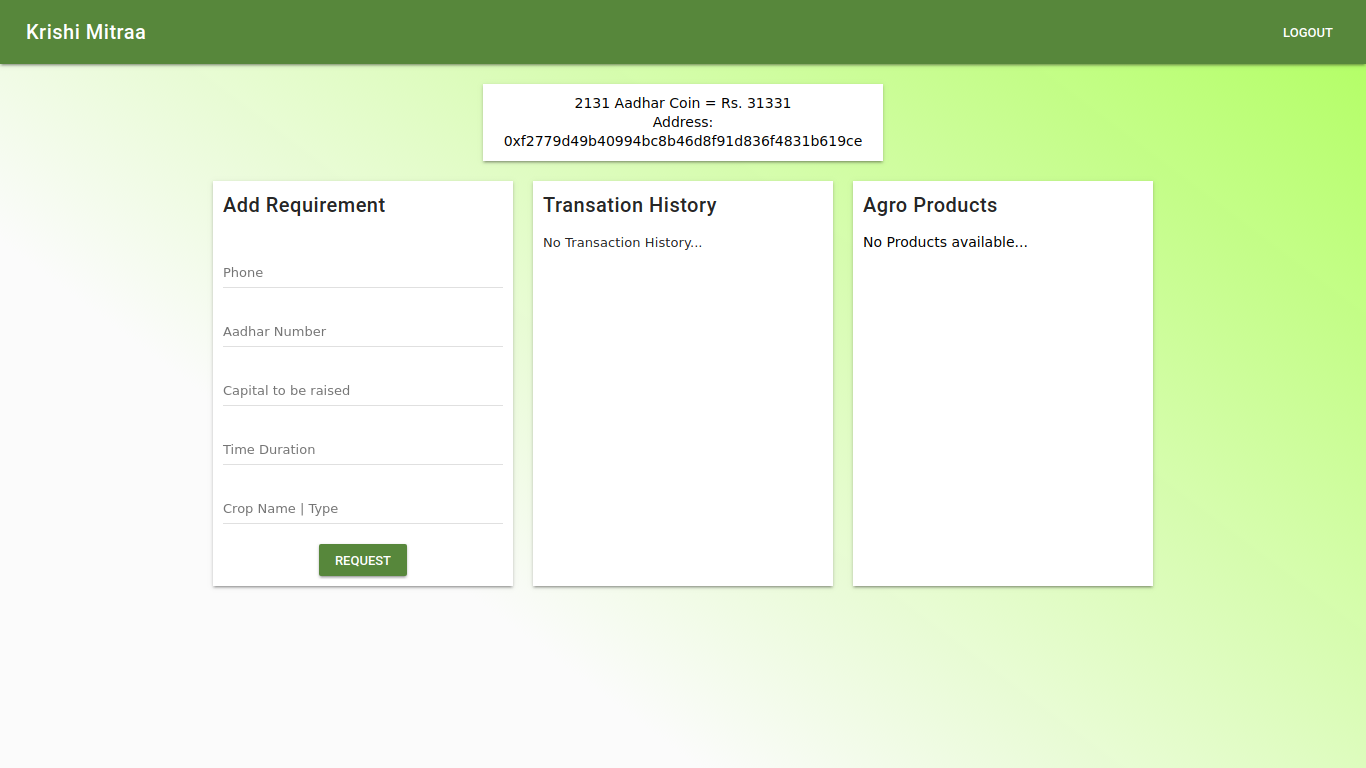 Krishi Mitraa
LOGOUT
2131 Aadhar Coin = Rs. 31331
Address:
0xf2779d49b40994bc8b46d8f91d836f4831b619ce
Add Requirement
Phone
Aadhar Number
Capital to be raised
Time Duration
Crop Name | Type
REQUEST
Transation History
No Transaction History...
Agro Products
No Products available...